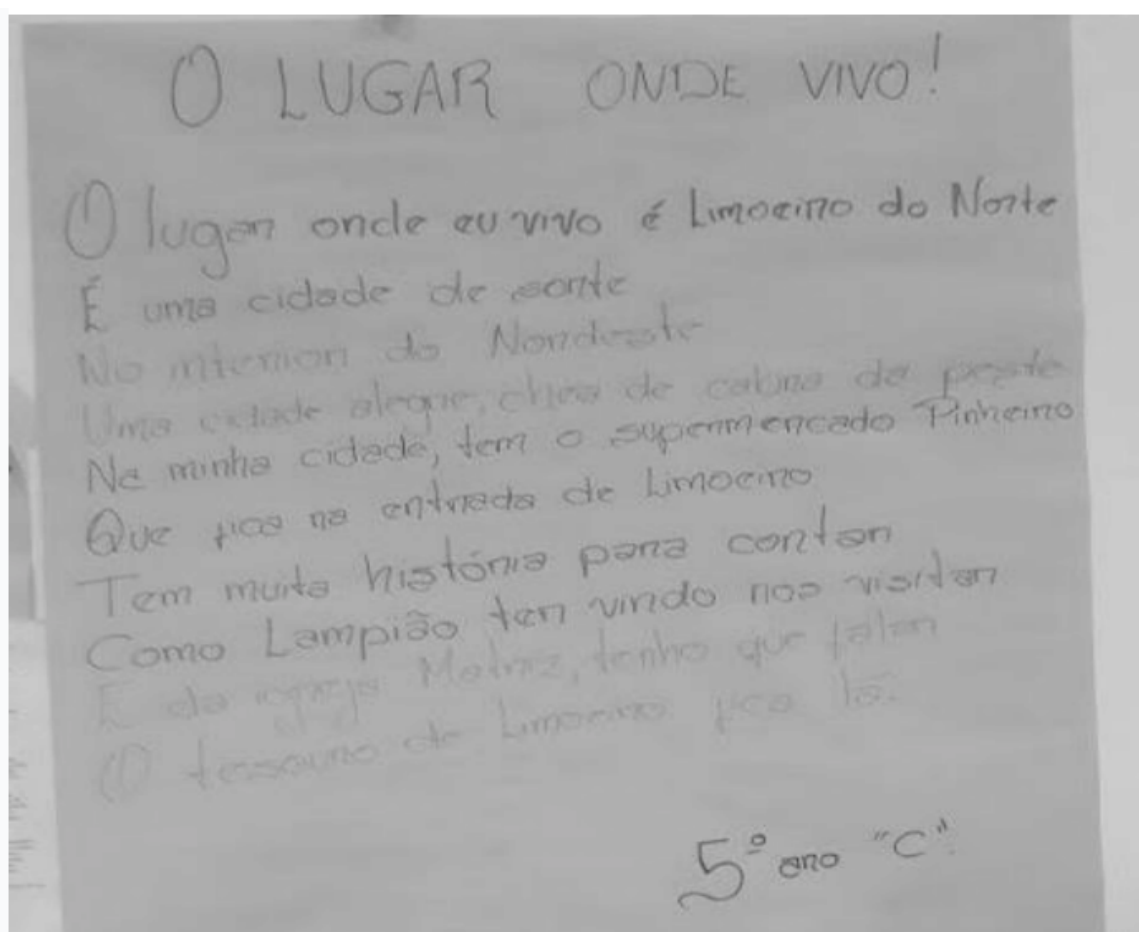 O LUGAR ONDE VIVO!
O lugar onde eu vivo é Limoeiro do Norte
É uma cidade de sorte
No interior do Nordeste
Uma cidade alegre, cheia de cabra da peste
Na minha cidade, tem o supermercado Pinheiro
Que fica na entrada de Limoeiro
Tem muita história para contar
Como Lampião ter vindo nos visitar
E da igreja Matriz, tenho que falar
O tesouro de Limoeiro fica lá.
5º ano "C".